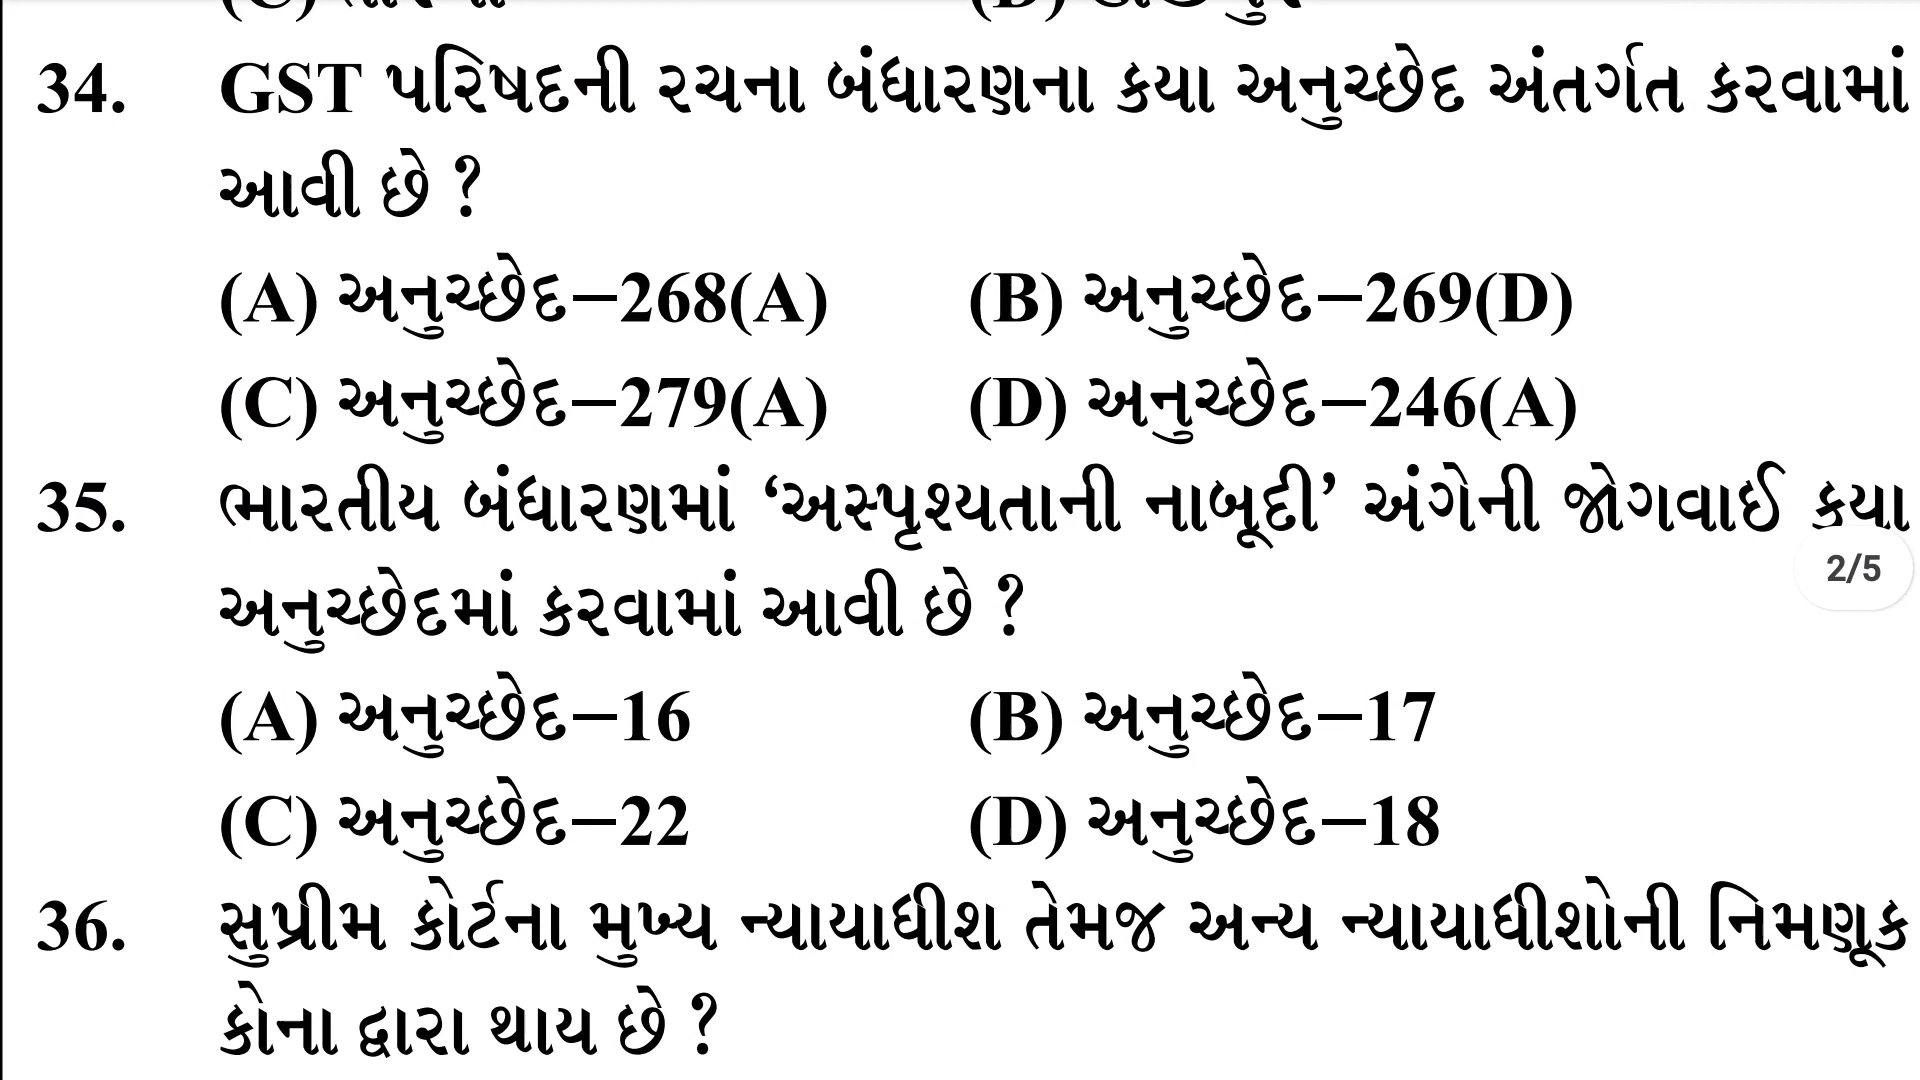 34. GST પરિષદની રચના બંધારણના કયા અનુચ્છેદ અંતર્ગત કરવામાં
આવી છે ?
(A) અનુચ્છેદ–268(A) (B) અનુચ્છેદ–269(D)
(C) અનુચ્છેદ–279(A) (D) અનુચ્છેદ–246(A)
35. ભારતીય બંધારણમાં ‘અસ્પૃશ્યતાની નાબૂદી’ અંગેની જોગવાઈ કયા
2/5
અનુચ્છેદમાં કરવામાં આવી છે ?
(A) અનુચ્છેદ–16 (B) અનુચ્છેદ–17
(C) અનુચ્છેદ–22 (D) અનુચ્છેદ–18
36. સુપ્રીમ કોર્ટના મુખ્ય ન્યાયાધીશ તેમજ અન્ય ન્યાયાધીશોની નિમણૂક
કોના દ્વારા થાય છે ?